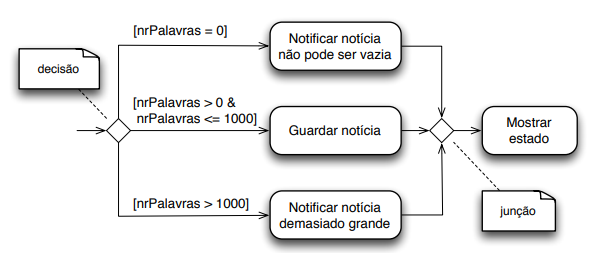 [nrPalavras = 0]
Notificar notícia
não pode ser vazia
decisão
[nrPalavras > 0 &
nrPalavras <= 1000]
Guardar notícia
Mostrar
estado
[nrPalavras > 1000]
Notificar notícia
demasiado grande
junção